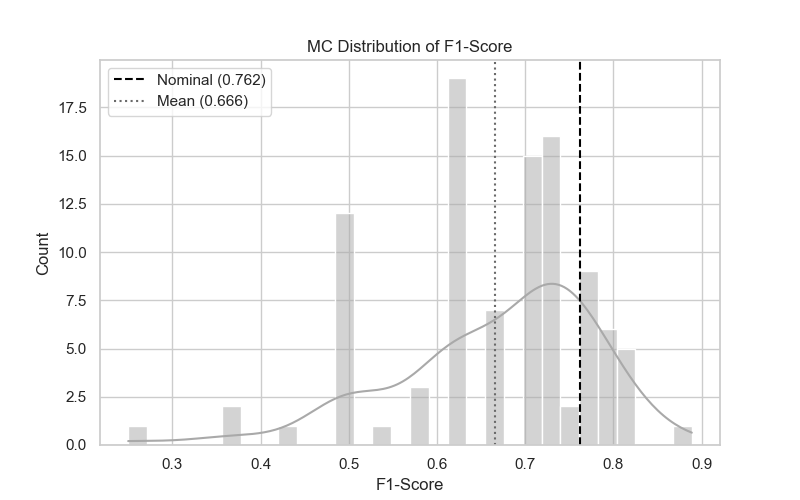 MC Distribution of F1-Score
Nominal (0.762)
Mean (0.666)
Count
17.5
15.0
12.5
10.0
7.5
5.0
2.5
0.0
0.3 0.4 0.5 0.6 0.7 0.8 0.9
F1-Score